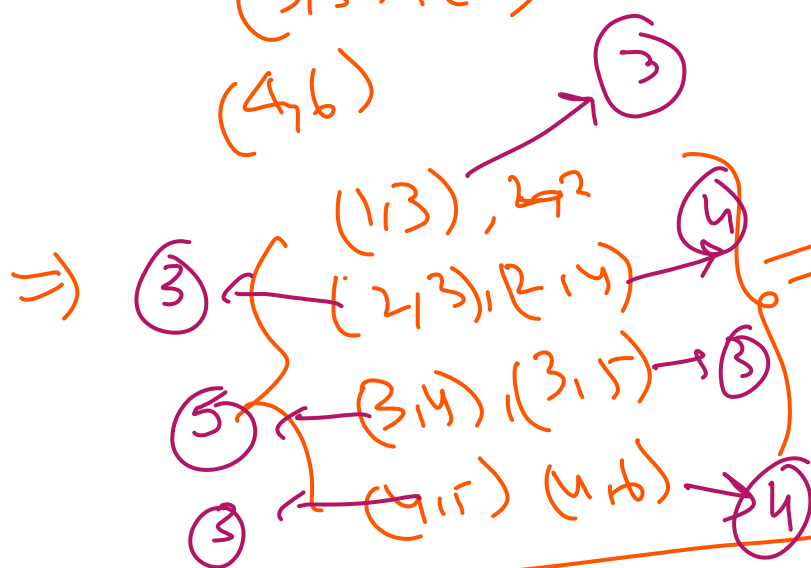 (4,6)
3
(1,3),
4
⇒ 3 (2,3),(2,4)
5 (3,4),(3,5) 3
3 (4,5) (4,6) 4